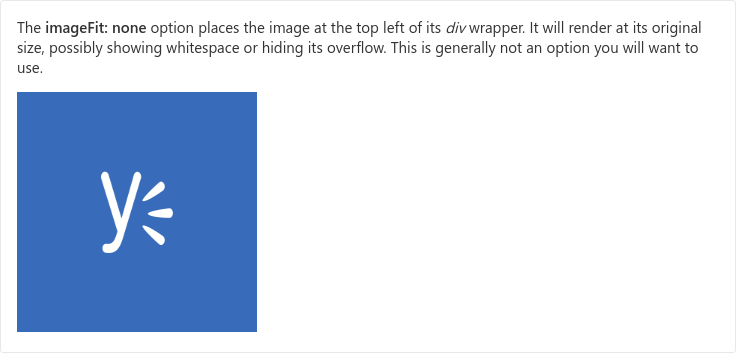 The imageFit: none option places the image at the top left of its div wrapper. It will render at its original
size, possibly showing whitespace or hiding its overflow. This is generally not an option you will want to
use.
y